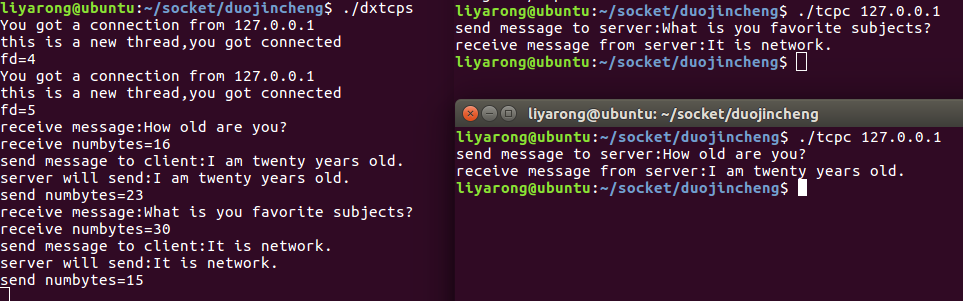 liyarong@ubuntu:~/socket/duojincheng$ ./dxtcps
You got a connection from 127.0.0.1
this is a new thread,you got connected
fd=4
You got a connection from 127.0.0.1
this is a new thread,you got connected
fd=5
receive message:How old are you?
receive numbytes=16
send message to client:I am twenty years old.
server will send:I am twenty years old.
send numbytes=23
receive message:What is you favorite subjects?
receive numbytes=30
send message to client:It is network.
server will send:It is network.
send numbytes=15
liyarong@ubuntu:~/socket/duojincheng$ ./tcpc 127.0.0.1
send message to server:What is you favorite subjects?
receive message from server:It is network.
liyarong@ubuntu:~/socket/duojincheng$
liyarong@ubuntu: ~/socket/duojincheng
liyarong@ubuntu:~/socket/duojincheng$ ./tcpc 127.0.0.1
send message to server:How old are you?
receive message from server:I am twenty years old.
liyarong@ubuntu:~/socket/duojincheng$